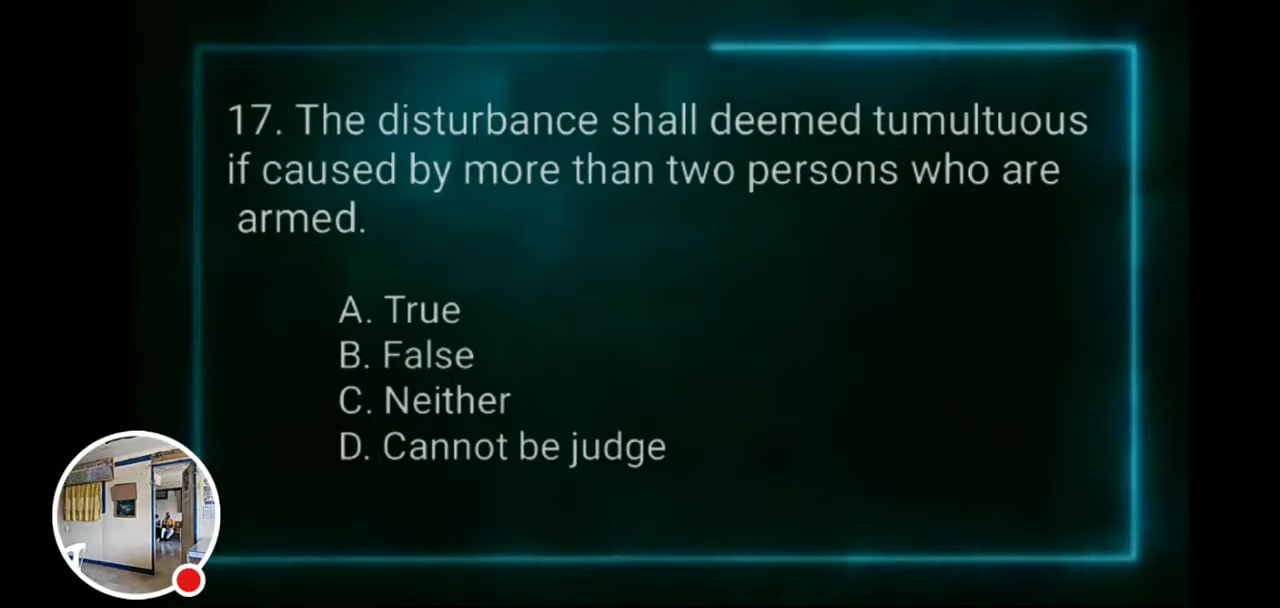 17. The disturbance shall deemed tumultuous
if caused by more than two persons who are
armed.
A. True
B. False
C. Neither
D. Cannot be judge